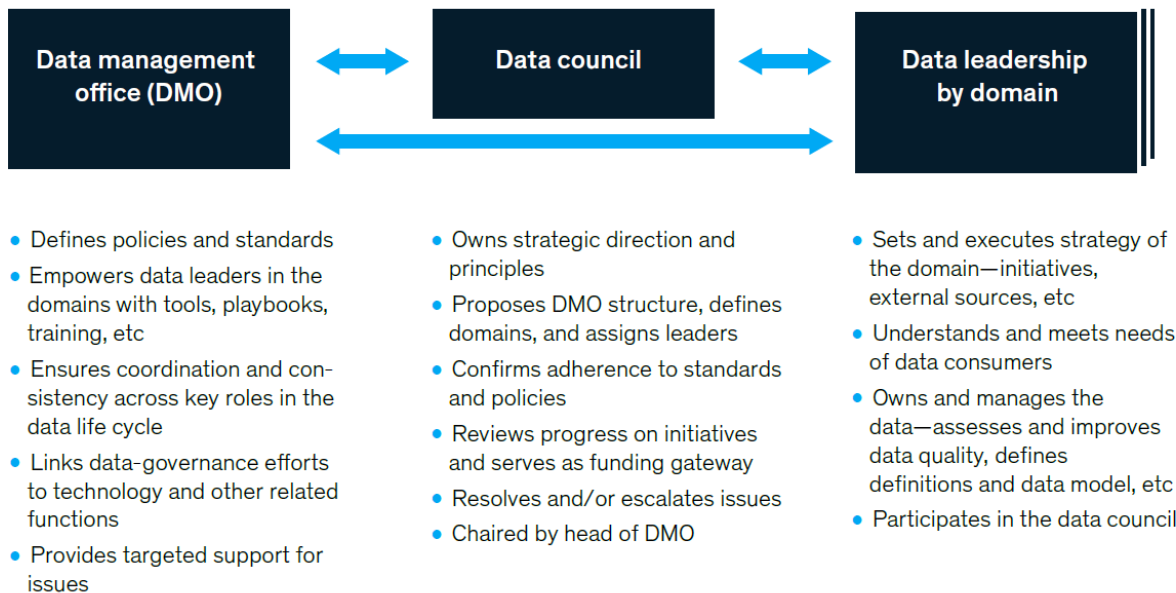 Data management
office (DMO)
Data council
Data leadership
by domain
• Defines policies and standards
• Empowers data leaders in the
domains with tools, playbooks,
training, etc
• Ensures coordination and con-
sistency across key roles in the
data life cycle
• Links data-governance efforts
to technology and other related
functions
• Provides targeted support for
issues
• Owns strategic direction and
principles
• Proposes DMO structure, defines
domains, and assigns leaders
• Confirms adherence to standards
and policies
• Reviews progress on initiatives
and serves as funding gateway
• Resolves and/or escalates issues
• Chaired by head of DMO
• Sets and executes strategy of
the domain—initiatives,
external sources, etc
• Understands and meets needs
of data consumers
• Owns and manages the
data—assesses and improves
data quality, defines
definitions and data model, etc
• Participates in the data council